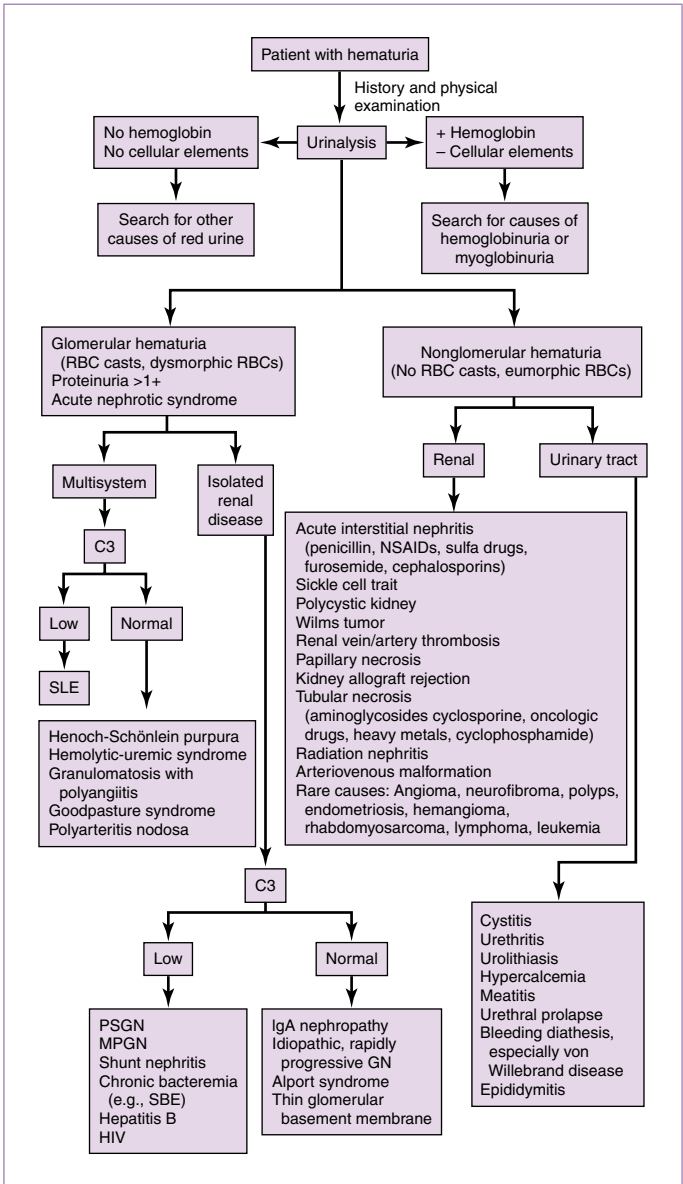 Patient with hematuria
History and physical
examination
Urinalysis
No hemoglobin
No cellular elements
+ Hemoglobin
– Cellular elements
Search for other
causes of red urine
Search for causes of
hemoglobinuria or
myoglobinuria
Glomerular hematuria
(RBC casts, dysmorphic RBCs)
Proteinuria >1+
Acute nephrotic syndrome
Nonglomerular hematuria
(No RBC casts, eumorphic RBCs)
Multisystem
Isolated
renal
disease
Renal
Urinary tract
C3
Low
Normal
SLE
Henoch-Schönlein purpura
Hemolytic-uremic syndrome
Granulomatosis with
polyangiitis
Goodpasture syndrome
Polyarteritis nodosa
Acute interstitial nephritis
(penicillin, NSAIDs, sulfa drugs,
furosemide, cephalosporins)
Sickle cell trait
Polycystic kidney
Wilms tumor
Renal vein/artery thrombosis
Papillary necrosis
Kidney allograft rejection
Tubular necrosis
(aminoglycosides cyclosporine, oncologic
drugs, heavy metals, cyclophosphamide)
Radiation nephritis
Arteriovenous malformation
Rare causes: Angioma, neurofibroma, polyps,
endometriosis, hemangioma,
rhabdomyosarcoma, lymphoma, leukemia
C3
Low
Normal
PSGN
MPGN
Shunt nephritis
Chronic bacteremia
(e.g., SBE)
Hepatitis B
HIV
IgA nephropathy
Idiopathic, rapidly
progressive GN
Alport syndrome
Thin glomerular
basement membrane
Cystitis
Urethritis
Urolithiasis
Hypercalcemia
Meatitis
Urethral prolapse
Bleeding diathesis,
especially von
Willebrand disease
Epididymitis